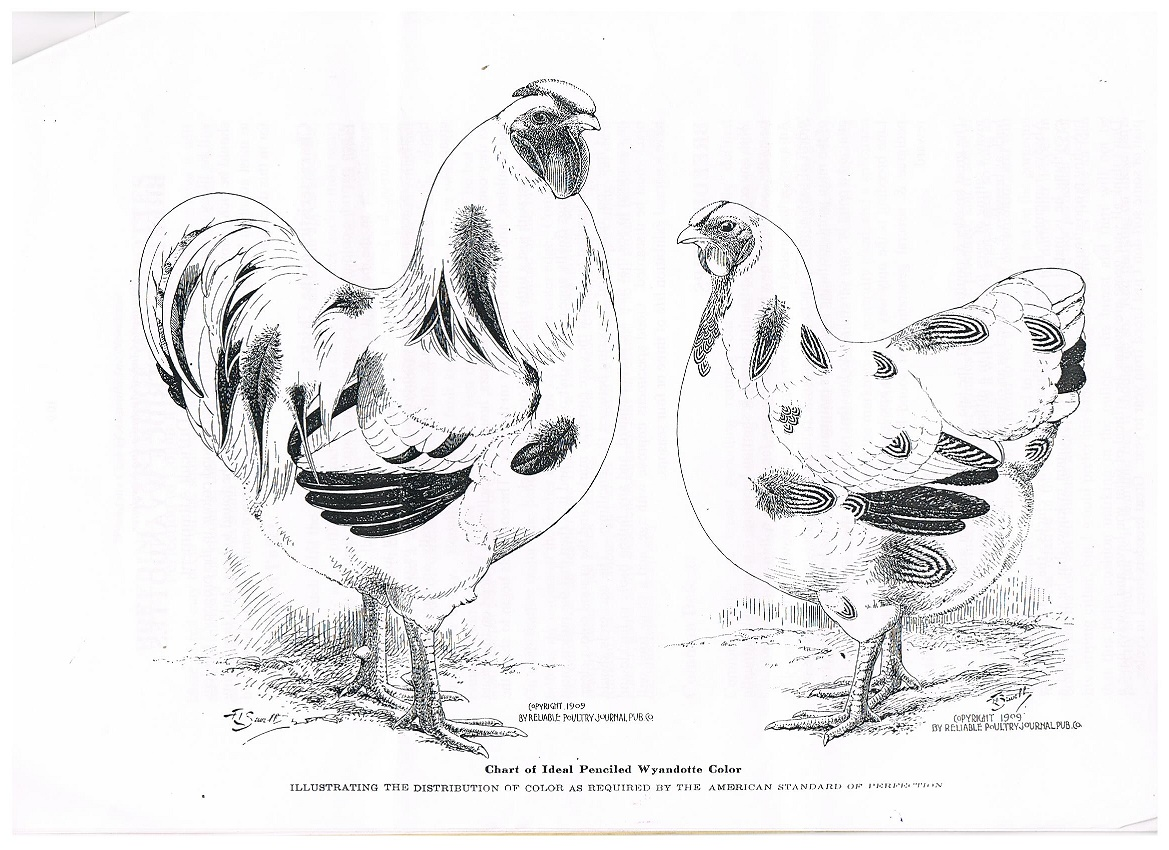 COPYRIGHT 1909
BY RELIABLE POULTRY JOURNAL PUB. CO.
COPYRIGHT 1909
BY RELIABLE POULTRY JOURNAL PUB. CO.
Chart of Ideal Penciled Wyandotte Color
ILLUSTRATING THE DISTRIBUTION OF COLOR AS REQUIRED BY THE AMERICAN STANDARD OF PERFECTION